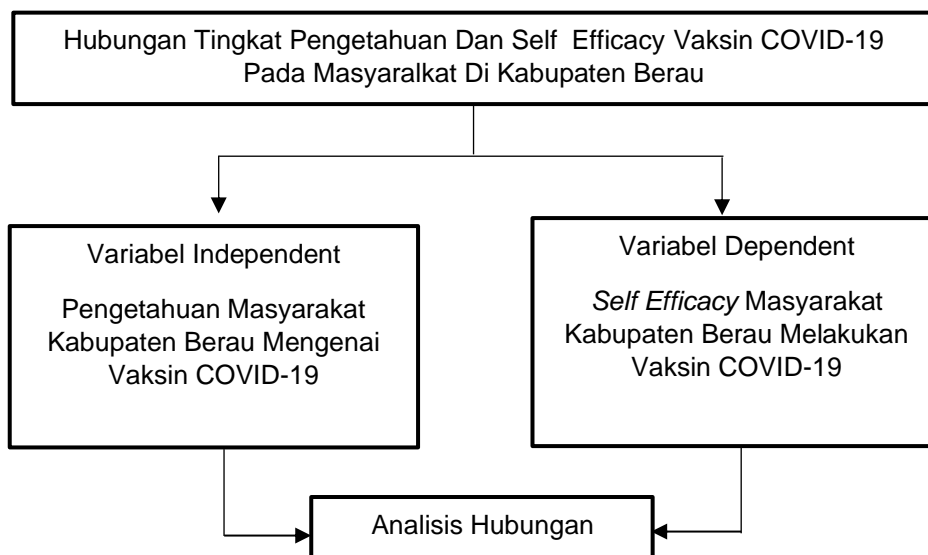 Hubungan Tingkat Pengetahuan Dan Self Efficacy Vaksin COVID-19
Pada Masyaralkat Di Kabupaten Berau
Variabel Independent
Pengetahuan Masyarakat
Kabupaten Berau Mengenai
Vaksin COVID-19
Variabel Dependent
Self Efficacy Masyarakat
Kabupaten Berau Melakukan
Vaksin COVID-19
Analisis Hubungan